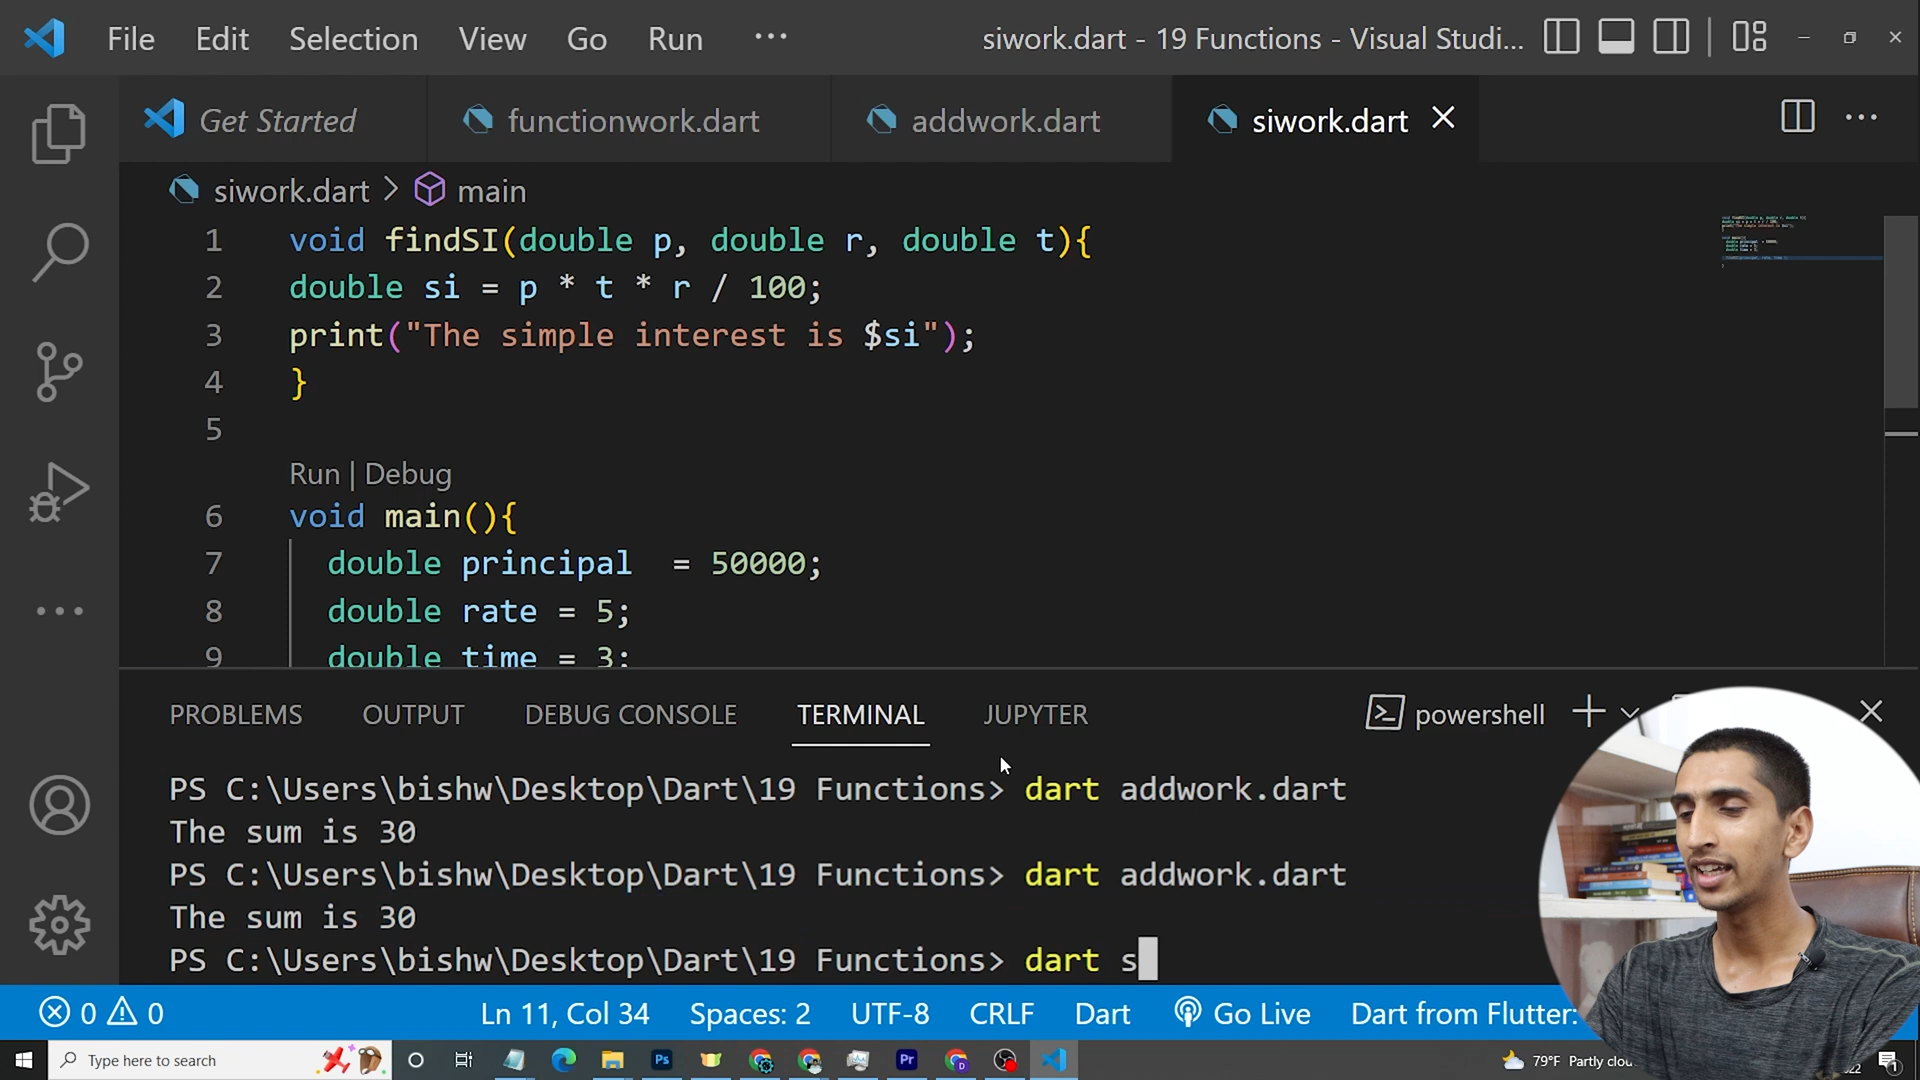 File Edit Selection View Go Run ··· siwork.dart - 19 Functions - Visual Studi...
Get Started functionwork.dart addwork.dart siwork.dart
siwork.dart > main
1 void findSI(double p, double r, double t){
2 double si = p * t * r / 100;
3 print("The simple interest is $si");
4 }
5
Run | Debug
6 void main(){
7 double principal  = 50000;
8 double rate = 5;
9 double time = 3;
PROBLEMS OUTPUT DEBUG CONSOLE TERMINAL JUPYTER powershell
PS C:\Users\bishw\Desktop\Dart\19 Functions> dart addwork.dart
The sum is 30
PS C:\Users\bishw\Desktop\Dart\19 Functions> dart addwork.dart
The sum is 30
PS C:\Users\bishw\Desktop\Dart\19 Functions> dart s
0 0 Ln 11, Col 34 Spaces: 2 UTF-8 CRLF Dart Go Live Dart from Flutter:
Type here to search 79°F Partly clou